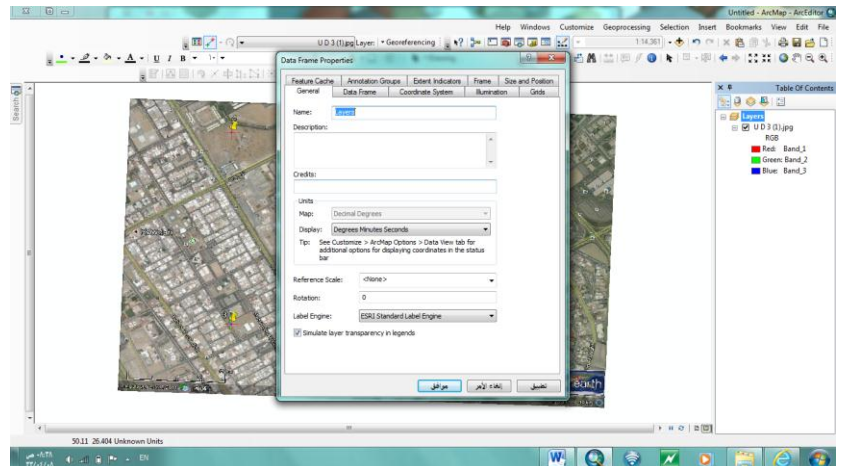 Untitled - ArcMap - ArcEditor
Help Windows Customize Geoprocessing Selection Insert Bookmarks View Edit File
U D 3 (1).jpg Layer: Georeferencing
1:14,361
A B I U
Data Frame Properties
Feature Cache Annotation Groups Extent Indicators Frame Size and Position
General Data Frame Coordinate System Illumination Grids
Name: Layers
Description:
Credits:
Units
Map: Decimal Degrees
Display: Degrees Minutes Seconds
Tip: See Customize > ArcMap Options > Data View tab for
additional options for displaying coordinates in the status
bar
Reference Scale: <None>
Rotation: 0
Label Engine: ESRI Standard Label Engine
Simulate layer transparency in legends
موافق إلغاء الأمر تطبيق
Search
Table Of Contents
Layers
U D 3 (1).jpg
RGB
Red: Band_1
Green: Band_2
Blue: Band_3
earth
50.11 26.404 Unknown Units
EN